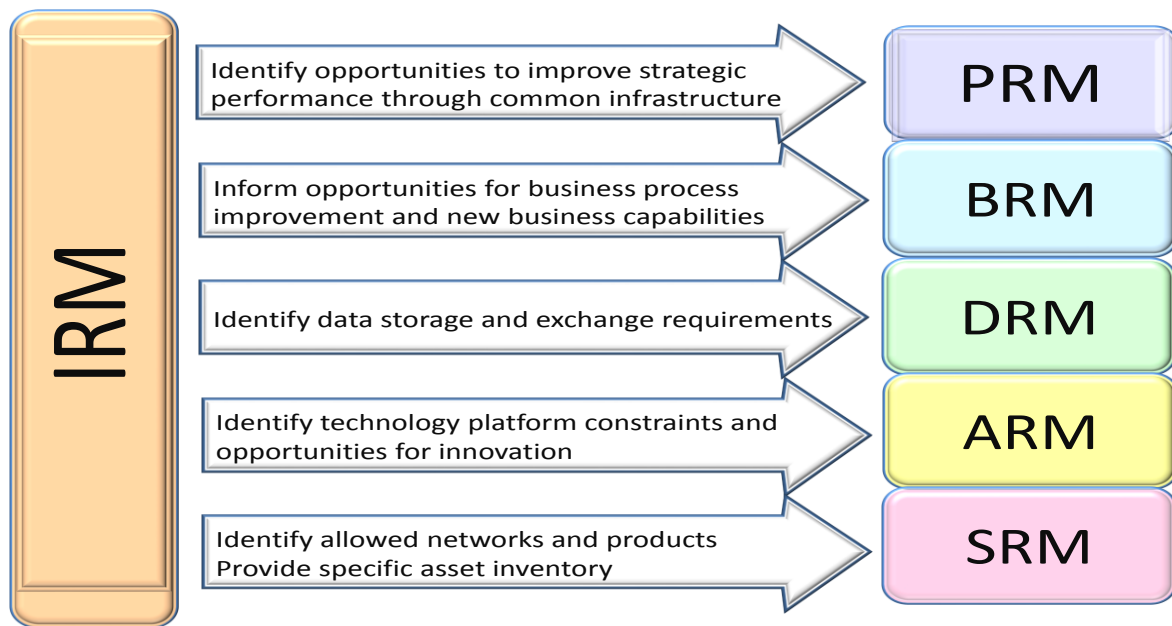 IRM
Identify opportunities to improve strategic
performance through common infrastructure
PRM
Inform opportunities for business process
improvement and new business capabilities
BRM
Identify data storage and exchange requirements
DRM
Identify technology platform constraints and
opportunities for innovation
ARM
Identify allowed networks and products
Provide specific asset inventory
SRM